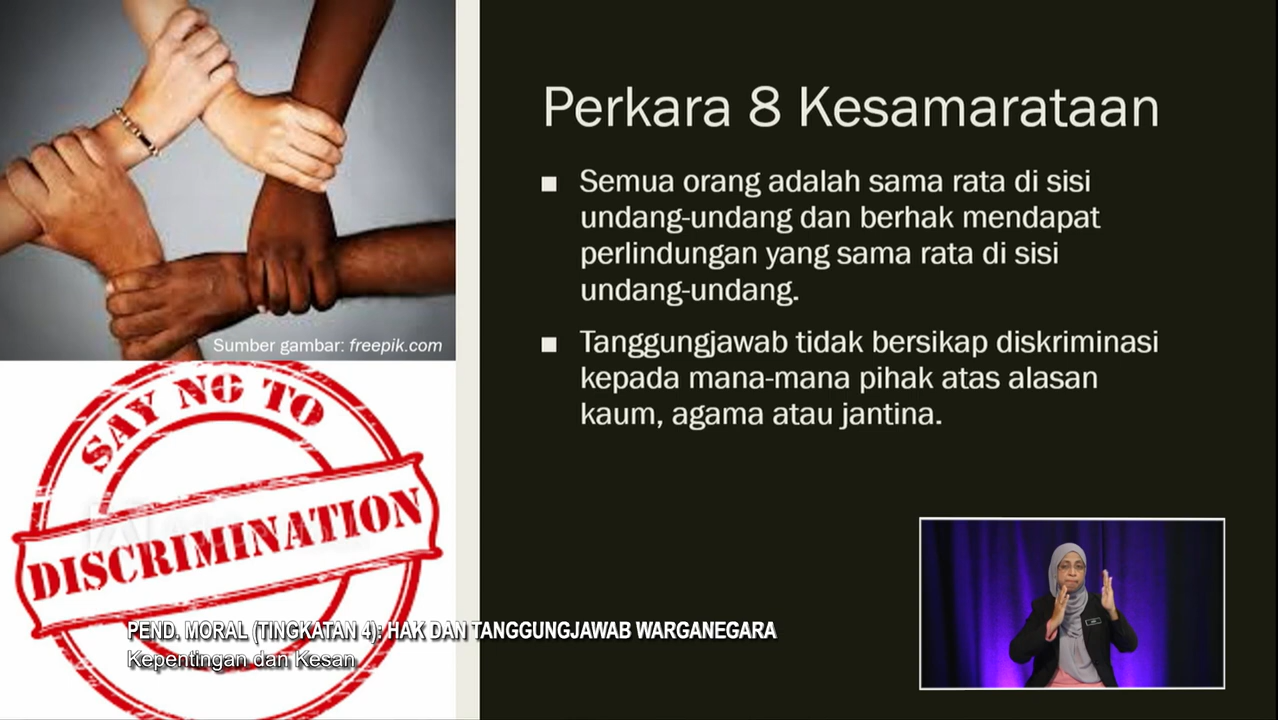 Perkara 8 Kesamarataan
■ Semua orang adalah sama rata di sisi
undang-undang dan berhak mendapat
perlindungan yang sama rata di sisi
undang-undang.
■ Tanggungjawab tidak bersikap diskriminasi
kepada mana-mana pihak atas alasan
kaum, agama atau jantina.
Sumber gambar: freepik.com
SAY NO TO
DISCRIMINATION
PEND. MORAL (TINGKATAN 4): HAK DAN TANGGUNGJAWAB WARGANEGARA
Kepentingan dan Kesan